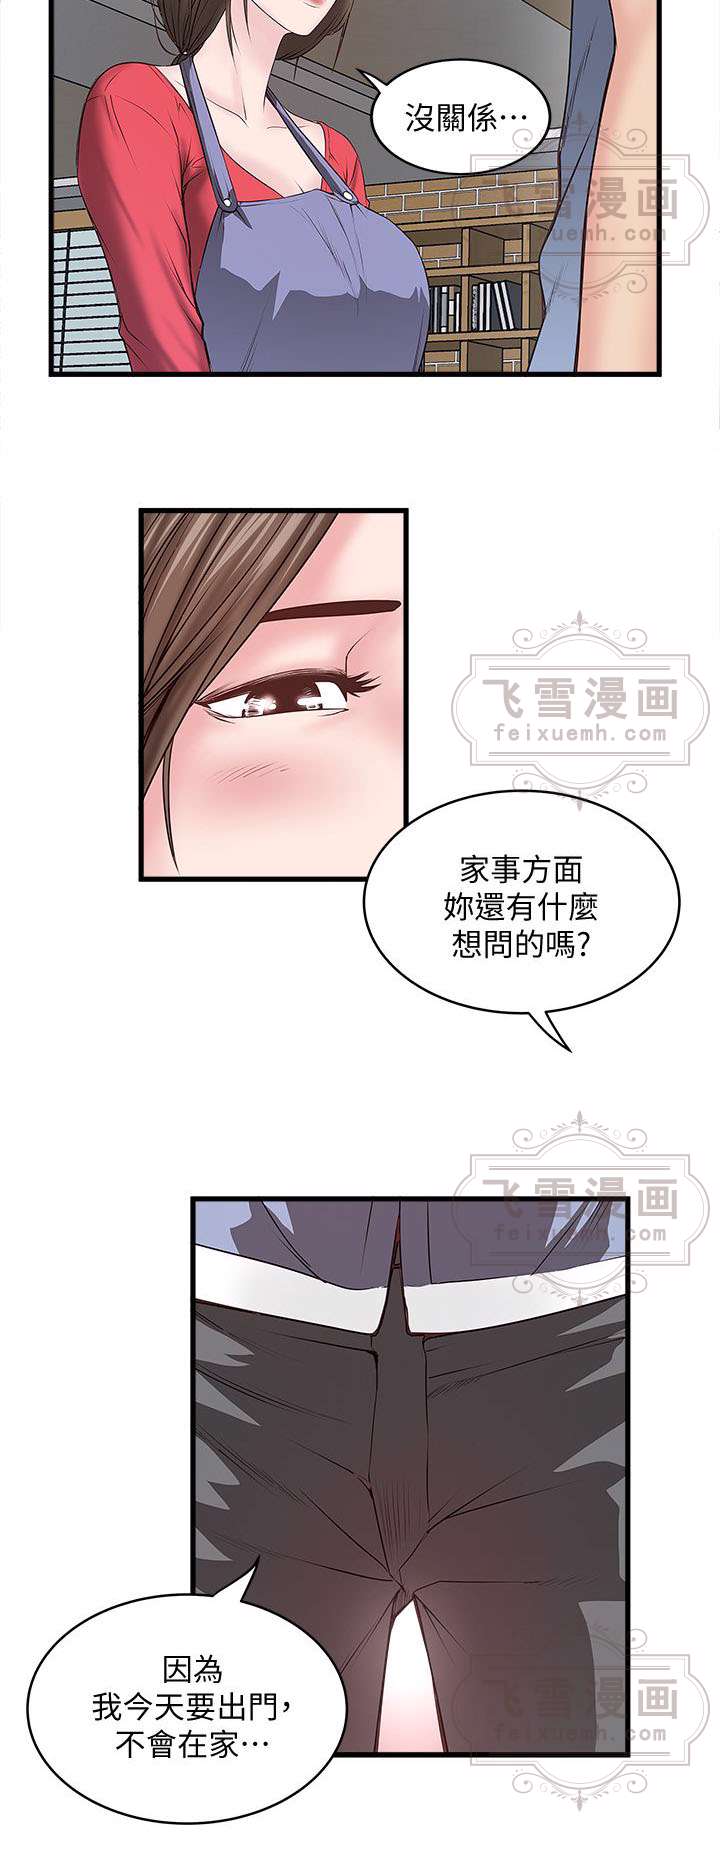 沒關係⋯
飞雪漫画
feixuemh.com
飞雪漫画
feixuemh.com
家事方面
妳還有什麼
想問的嗎?
飞雪漫画
feixuemh.com
因為
我今天要出門，
不會在家⋯
飞雪漫画
feixuemh.com